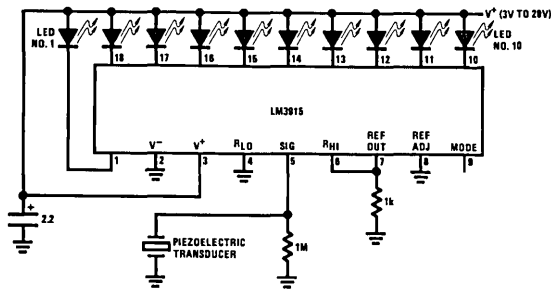 V+ (3V TO 20V)
LED
NO. 1
LED
NO. 10
18 17 16 15 14 13 12 11 10
LM3915
V− V+ RLO SIG RHI REF OUT REF ADJ MODE
1 2 3 4 5 6 7 8 9
+
2.2
1k
PIEZOELECTRIC
TRANSDUCER
1M